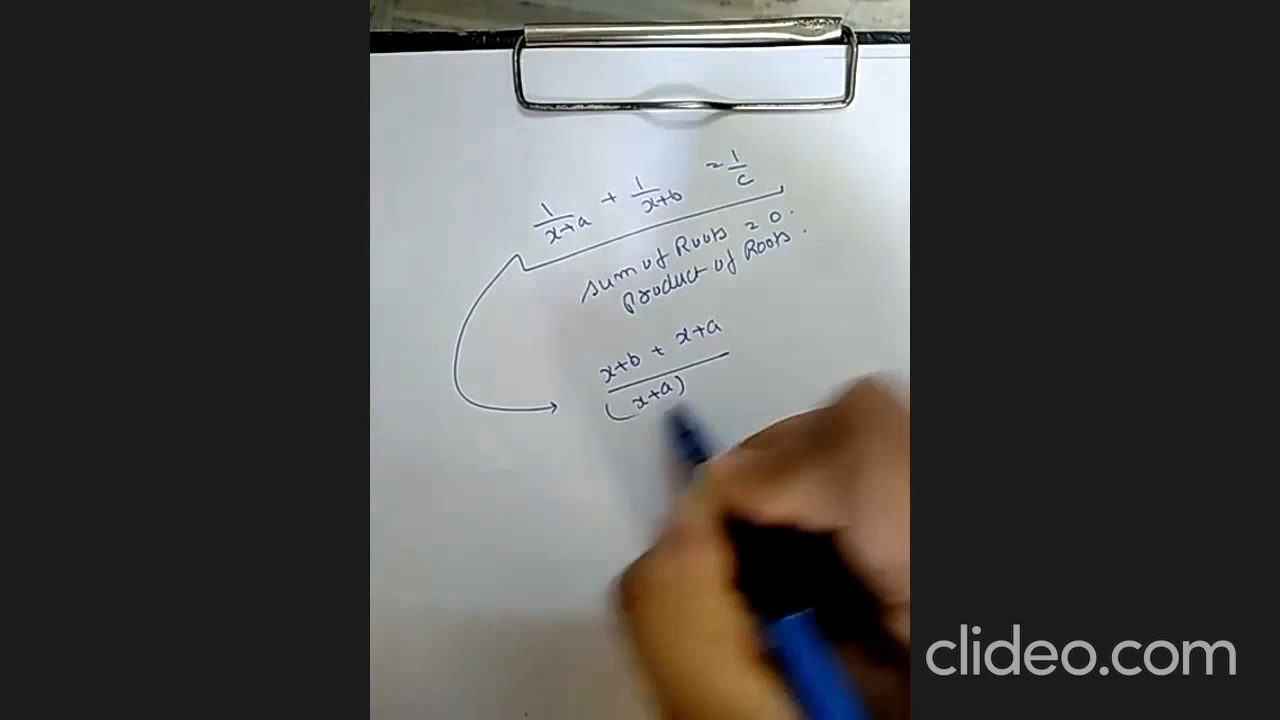 1/x+a + 1/x+b = 1/c
Sum of Roots = 0.
Product of Roots.
x+b + x+a
(x+a)
clideo.com